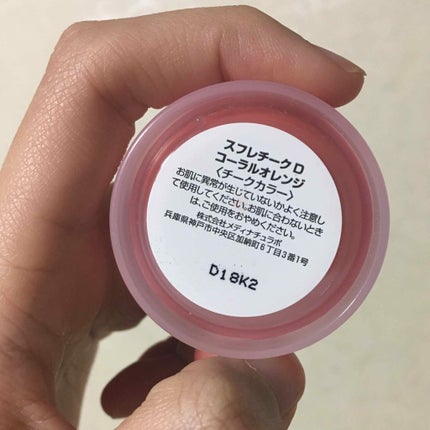 スフレチークD
コーラルオレンジ
〈チークカラー〉
お肌に異常が生じていないかよく注意し
て使用してください。お肌に合わないとき
は、ご使用をおやめください。
株式会社メディナチュラボ
兵庫県神戸市中央区加納町6丁目3番1号
D18K2